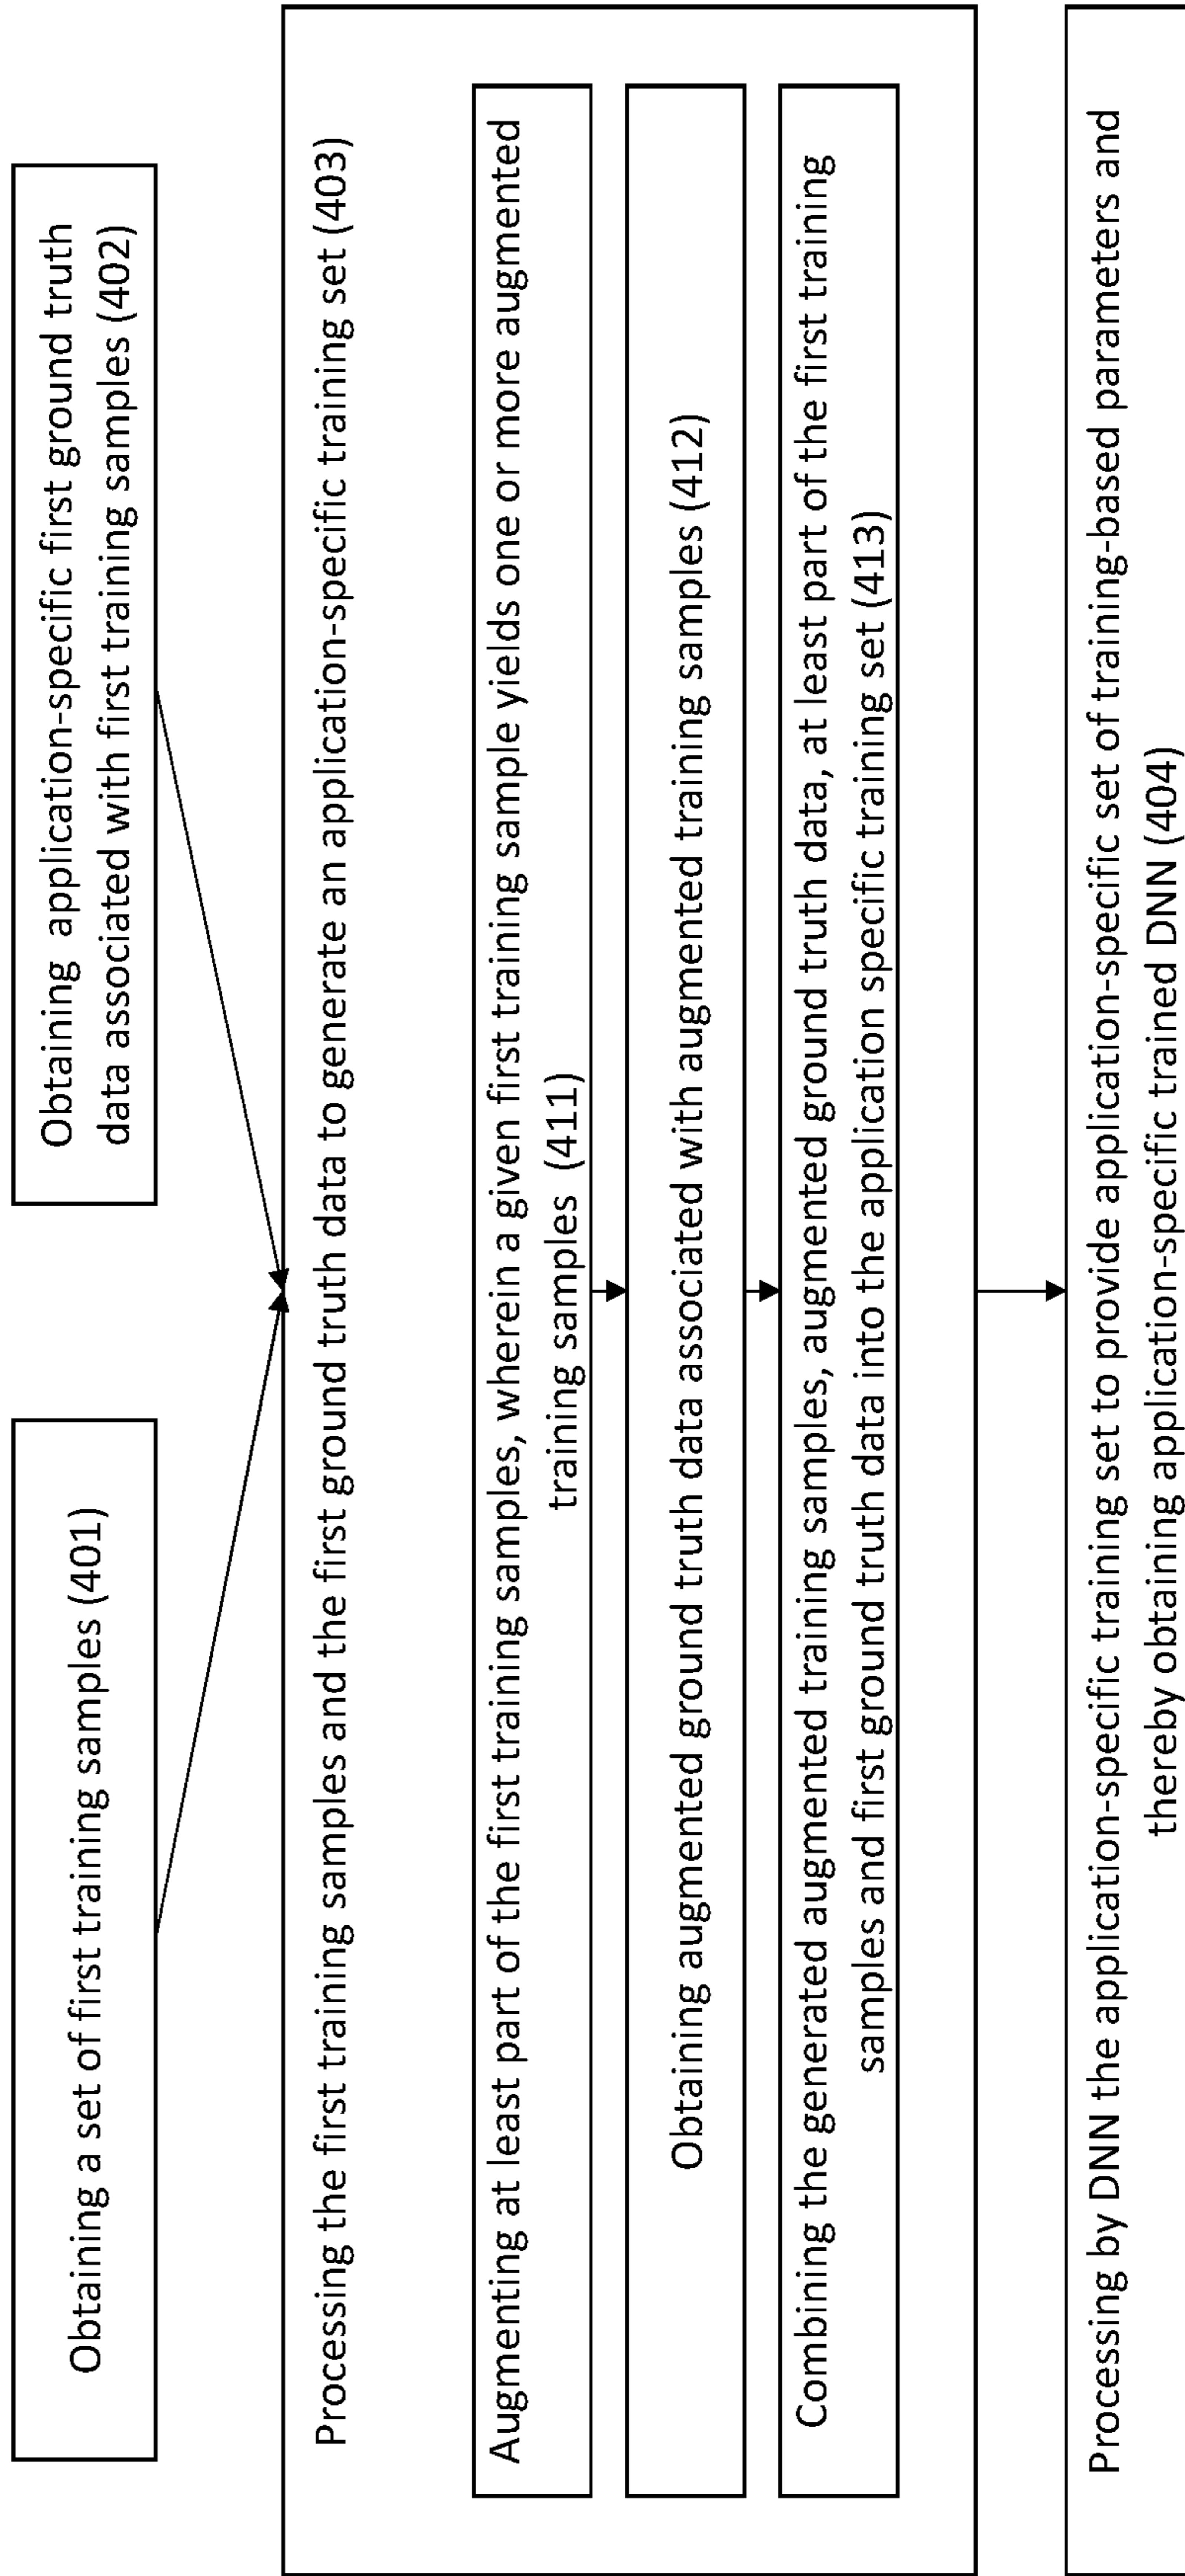 Obtaining a set of first training samples (401)
Obtaining application-specific first ground truth
data associated with first training samples (402)
Processing the first training samples and the first ground truth data to generate an application-specific training set (403)
Augmenting at least part of the first training samples, wherein a given first training sample yields one or more augmented
training samples (411)
Obtaining augmented ground truth data associated with augmented training samples (412)
Combining the generated augmented training samples, augmented ground truth data, at least part of the first training
samples and first ground truth data into the application specific training set (413)
Processing by DNN the application-specific training set to provide application-specific set of training-based parameters and
thereby obtaining application-specific trained DNN (404)